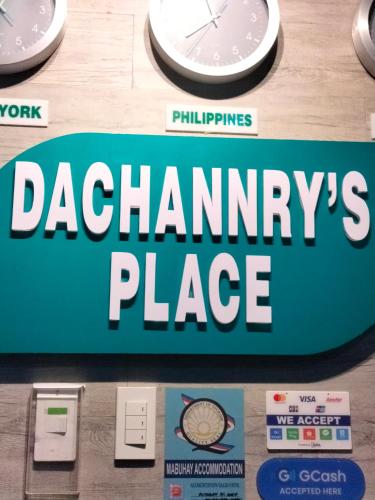 YORK
PHILIPPINES
DACHANNRY'S
PLACE
VISA
WE ACCEPT
MABUHAY ACCOMMODATION
GCash
ACCEPTED HERE